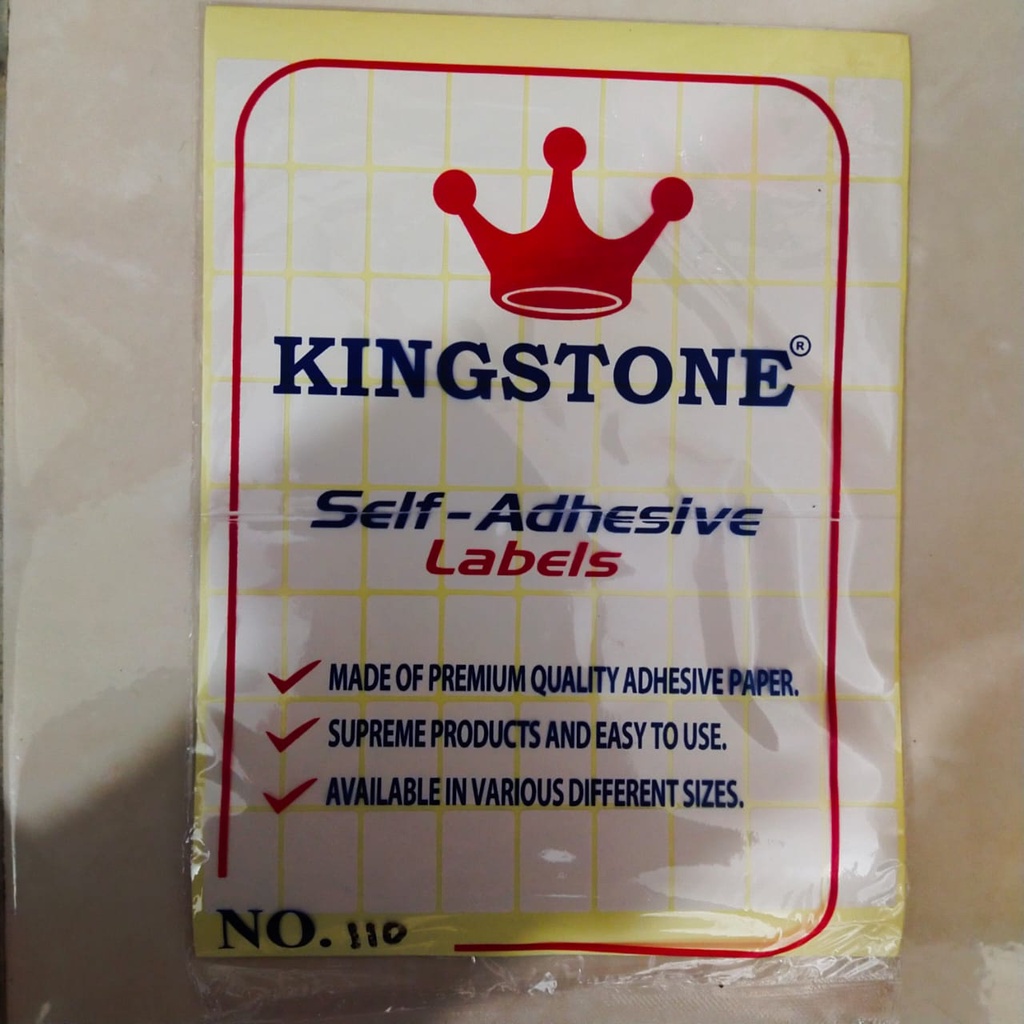 KINGSTONE®
Self-Adhesive
Labels
MADE OF PREMIUM QUALITY ADHESIVE PAPER.
SUPREME PRODUCTS AND EASY TO USE.
AVAILABLE IN VARIOUS DIFFERENT SIZES.
NO. 110